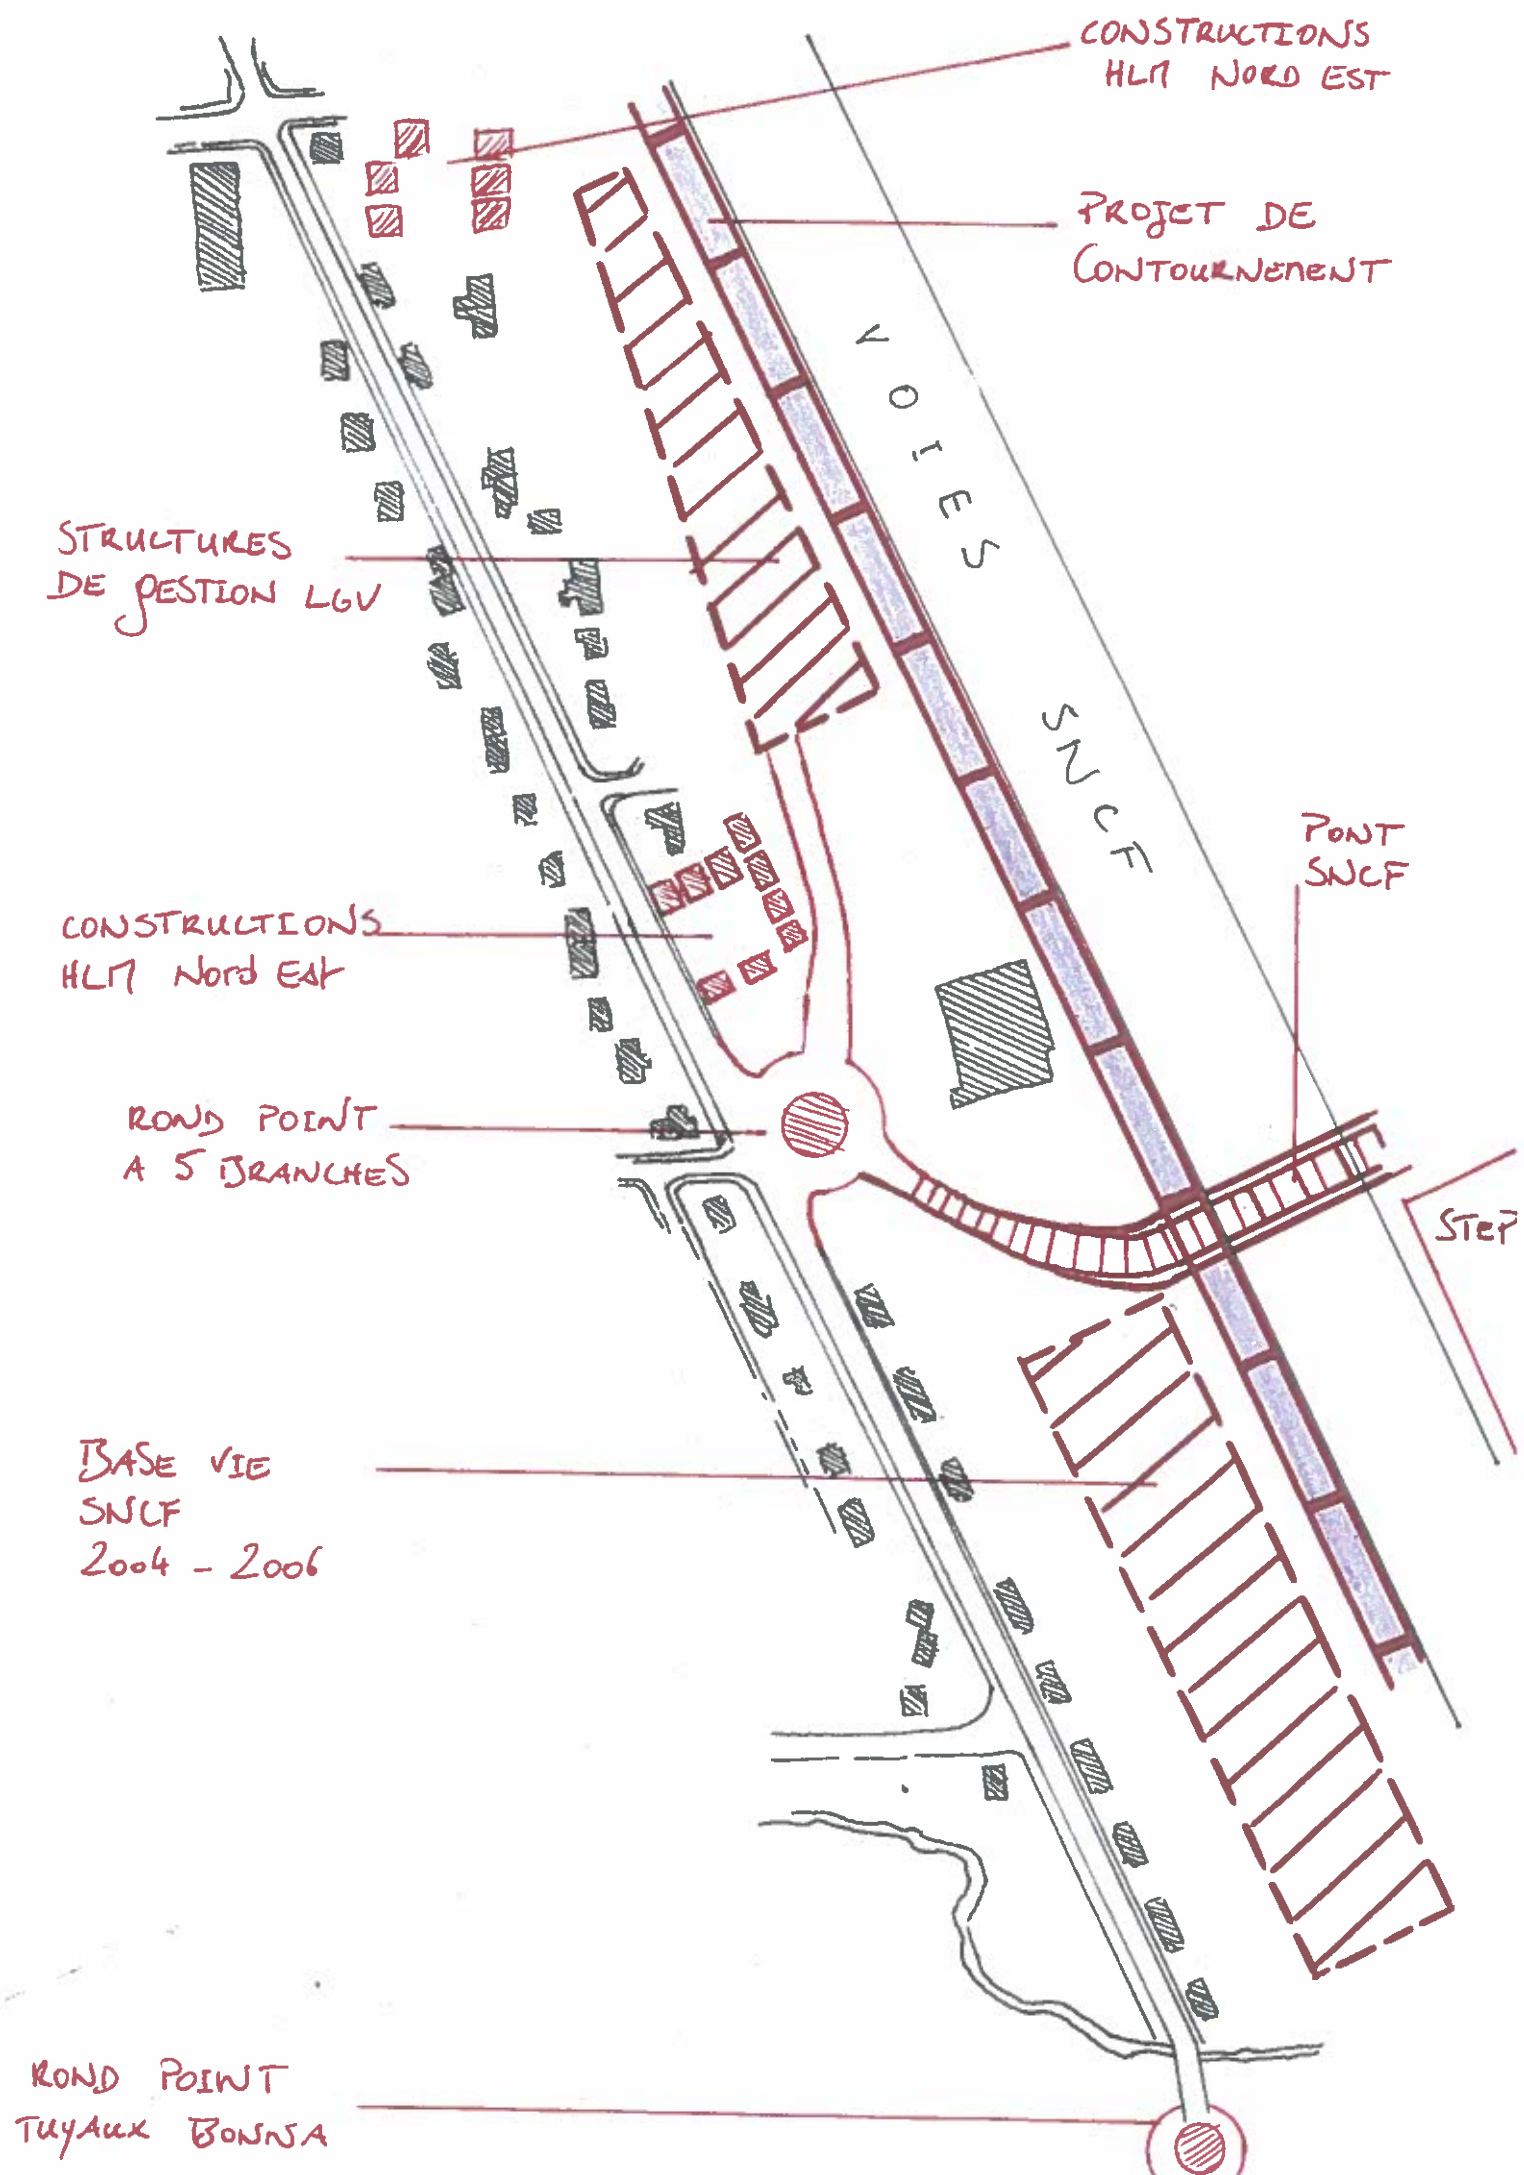 CONSTRUCTIONS
HLM NORD EST
PROJET DE
CONTOURNEMENT
VOIES SNCF
STRUCTURES
DE GESTION LGV
PONT
SNCF
CONSTRUCTIONS
HLM Nord Est
ROND POINT
A 5 BRANCHES
STEP
BASE VIE
SNCF
2004 - 2006
ROND POINT
TUYAUX BONNA